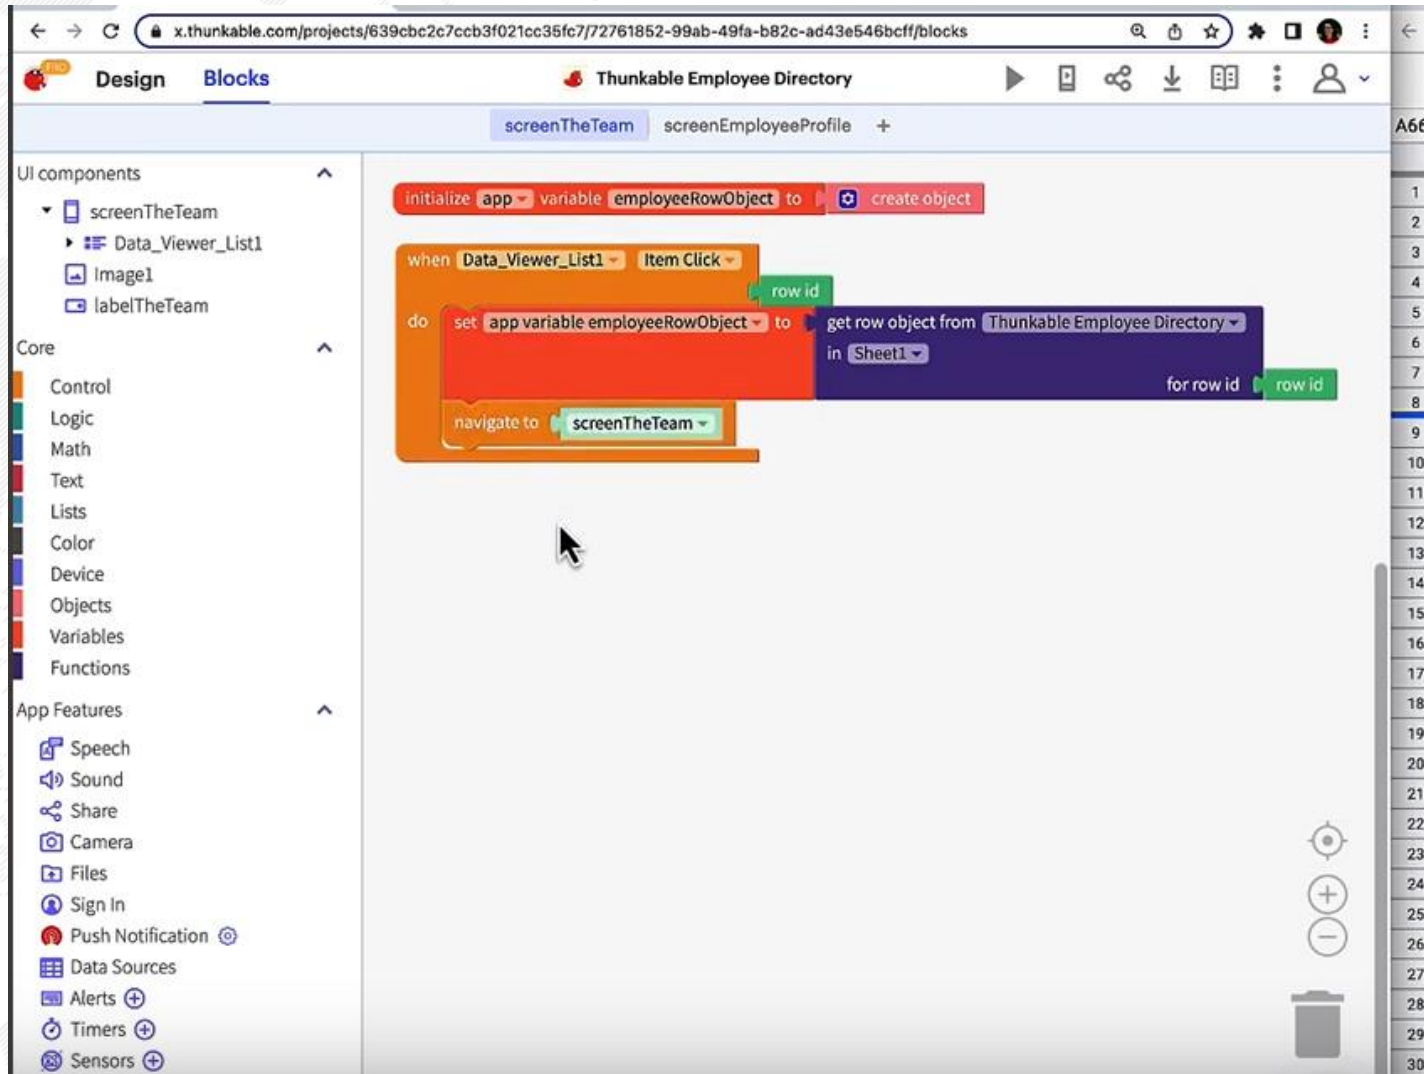 x.thunkable.com/projects/639cbc2c7ccb3f021cc35fc7/72761852-99ab-49fa-b82c-ad43e546bcff/blocks
PRO
Design Blocks
Thunkable Employee Directory
screenTheTeam screenEmployeeProfile +
A66
UI components
screenTheTeam
Data_Viewer_List1
Image1
labelTheTeam
Core
Control
Logic
Math
Text
Lists
Color
Device
Objects
Variables
Functions
App Features
Speech
Sound
Share
Camera
Files
Sign In
Push Notification
Data Sources
Alerts
Timers
Sensors
initialize app variable employeeRowObject to create object
when Data_Viewer_List1 Item Click
row id
do set app variable employeeRowObject to get row object from Thunkable Employee Directory
in Sheet1
for row id row id
navigate to screenTheTeam
1
2
3
4
5
6
7
8
9
10
11
12
13
14
15
16
17
18
19
20
21
22
23
24
25
26
27
28
29
30